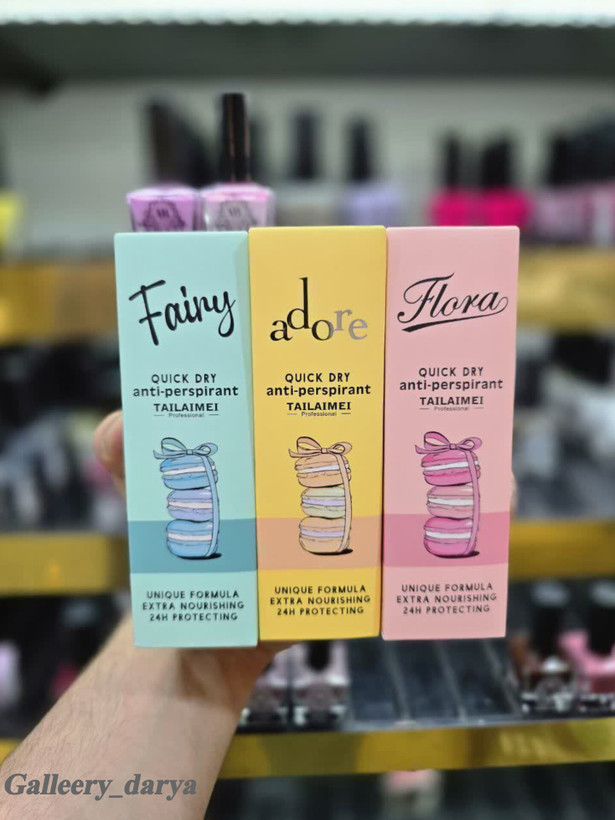 Fairy
QUICK DRY
anti-perspirant
TAILAIMEI
Professional
UNIQUE FORMULA
EXTRA NOURISHING
24H PROTECTING
adore
QUICK DRY
anti-perspirant
TAILAIMEI
Professional
UNIQUE FORMULA
EXTRA NOURISHING
24H PROTECTING
Flora
QUICK DRY
anti-perspirant
TAILAIMEI
Professional
UNIQUE FORMULA
EXTRA NOURISHING
24H PROTECTING
Galleery_darya